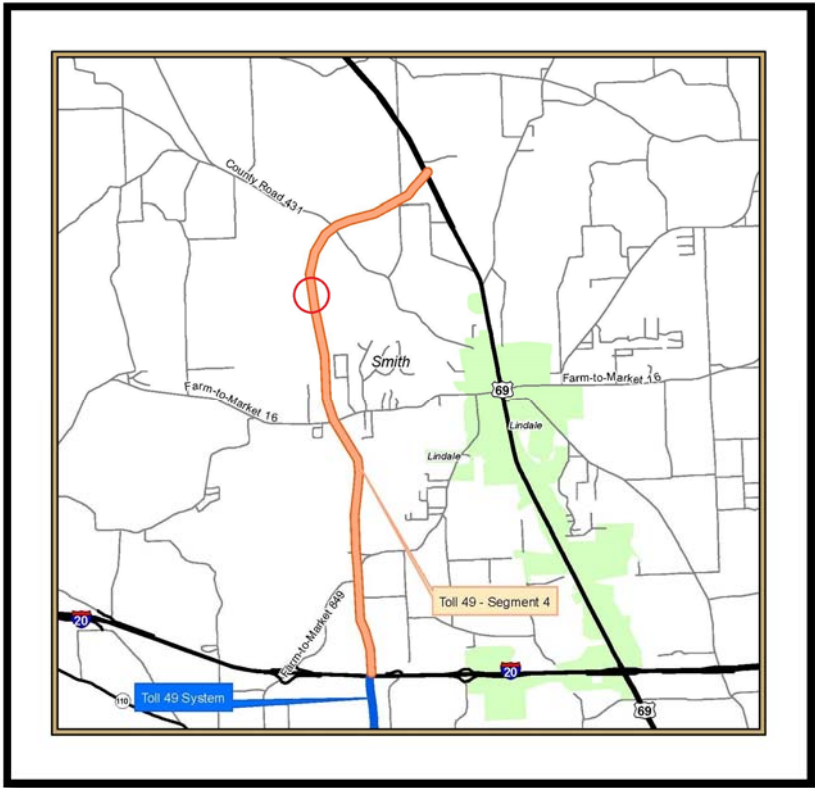 County Road 431
Smith
Farm-to-Market 16
Farm-to-Market 16
69
Lindale
Lindale
Toll 49 - Segment 4
Farm-to-Market 849
20
20
Toll 49 System
110
69